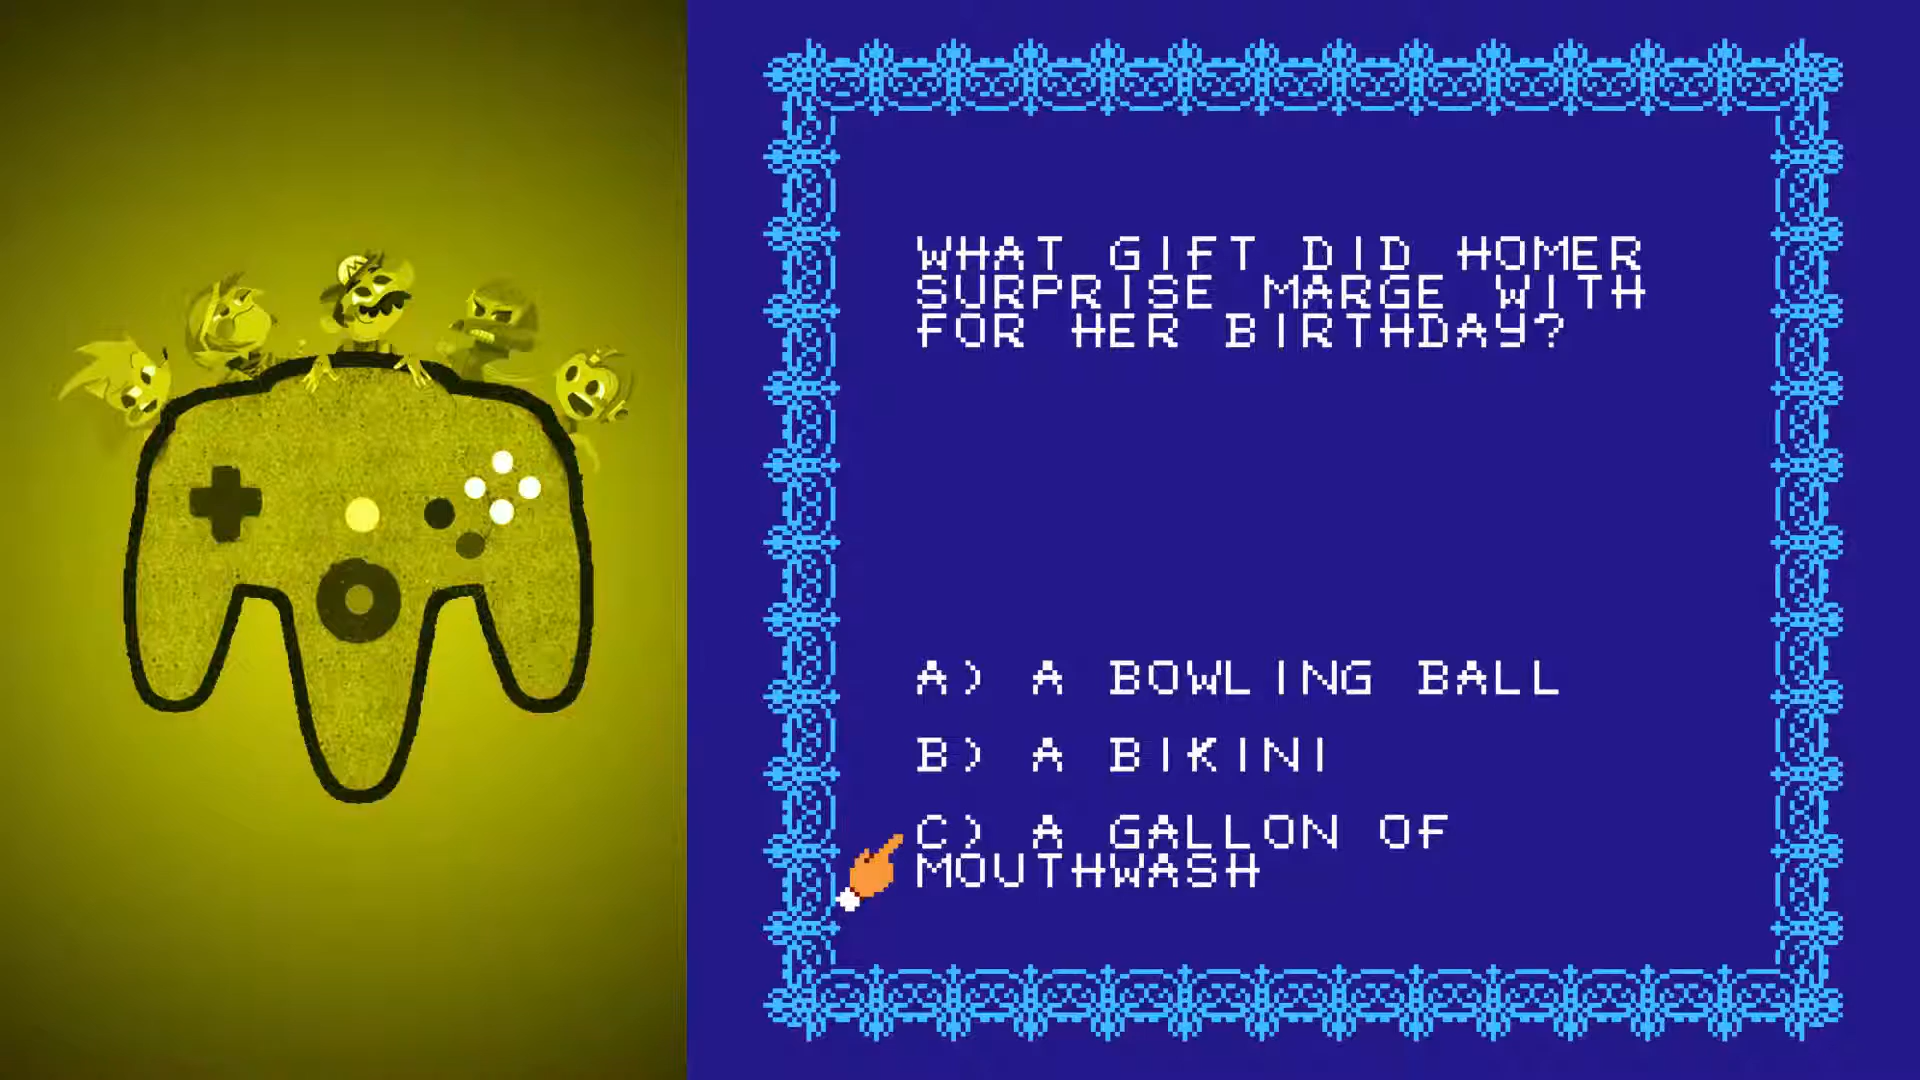 WHAT GIFT DID HOMER
SURPRISE MARGE WITH
FOR HER BIRTHDAY?
A) A BOWLING BALL
B) A BIKINI
C) A GALLON OF
MOUTHWASH